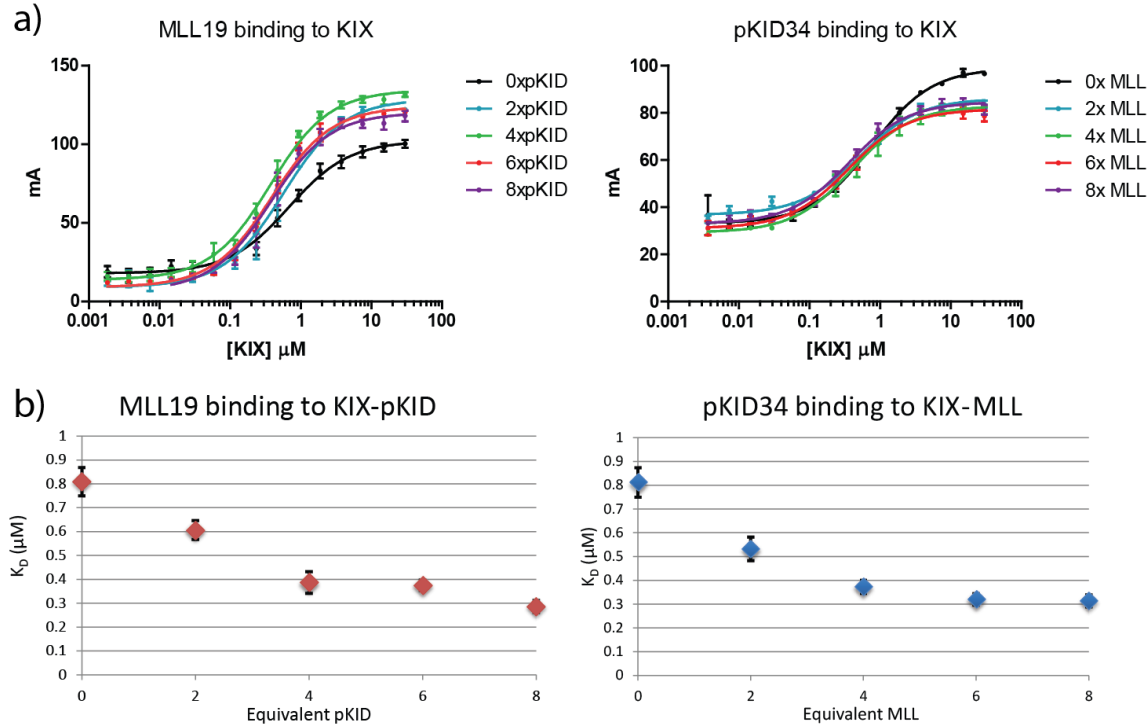 a)
MLL19 binding to KIX
150
100
50
0
mA
0.001 0.01 0.1 1 10 100
[KIX] µM
0xpKID
2xpKID
4xpKID
6xpKID
8xpKID
pKID34 binding to KIX
100
80
60
40
20
0
mA
0.001 0.01 0.1 1 10 100
[KIX] µM
0x MLL
2x MLL
4x MLL
6x MLL
8x MLL
b)
MLL19 binding to KIX-pKID
1
0.9
0.8
0.7
0.6
0.5
0.4
0.3
0.2
0.1
0
KD (µM)
0 2 4 6 8
Equivalent pKID
pKID34 binding to KIX-MLL
1
0.9
0.8
0.7
0.6
0.5
0.4
0.3
0.2
0.1
0
KD (µM)
0 2 4 6 8
Equivalent MLL